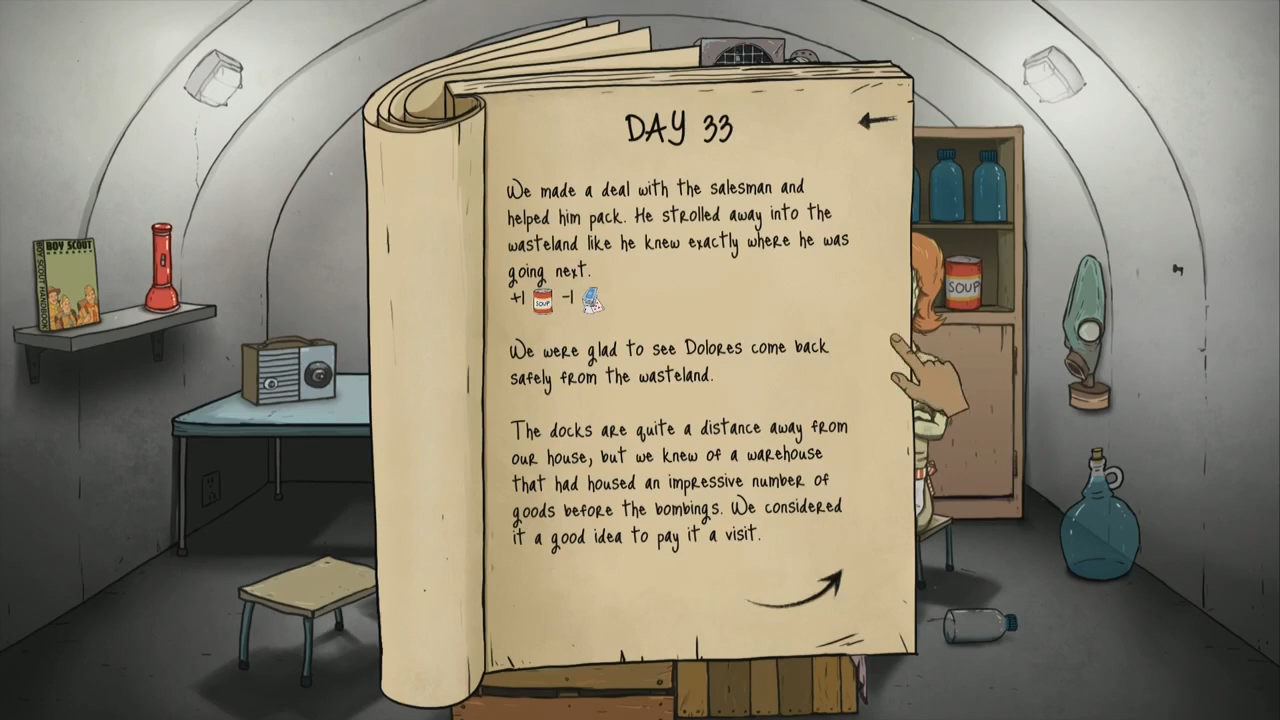 DAY 33
We made a deal with the salesman and
helped him pack. He strolled away into the
wasteland like he knew exactly where he was
going next.
+1 SOUP -1
We were glad to see Dolores come back
safely from the wasteland.
The docks are quite a distance away from
our house, but we knew of a warehouse
that had housed an impressive number of
goods before the bombings. We considered
it a good idea to pay it a visit.
BOY SCOUT
BOY SCOUT HANDBOOK
SOUP